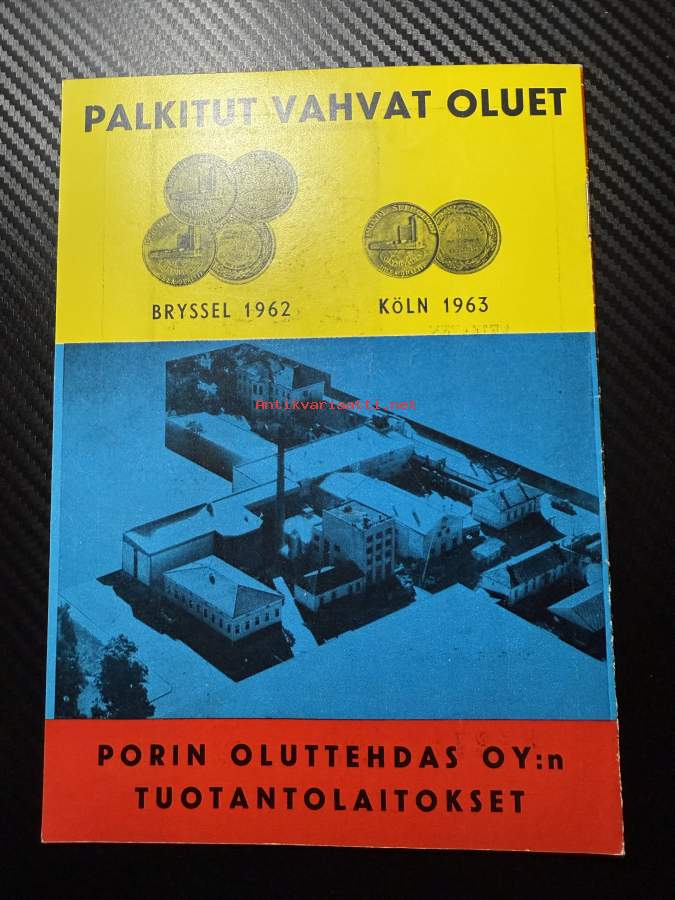 PALKITUT VAHVAT OLUET
BRYSSEL 1962
KÖLN 1963
Antikvariaatti.net
PORIN OLUTTEHDAS OY:n
TUOTANTOLAITOKSET